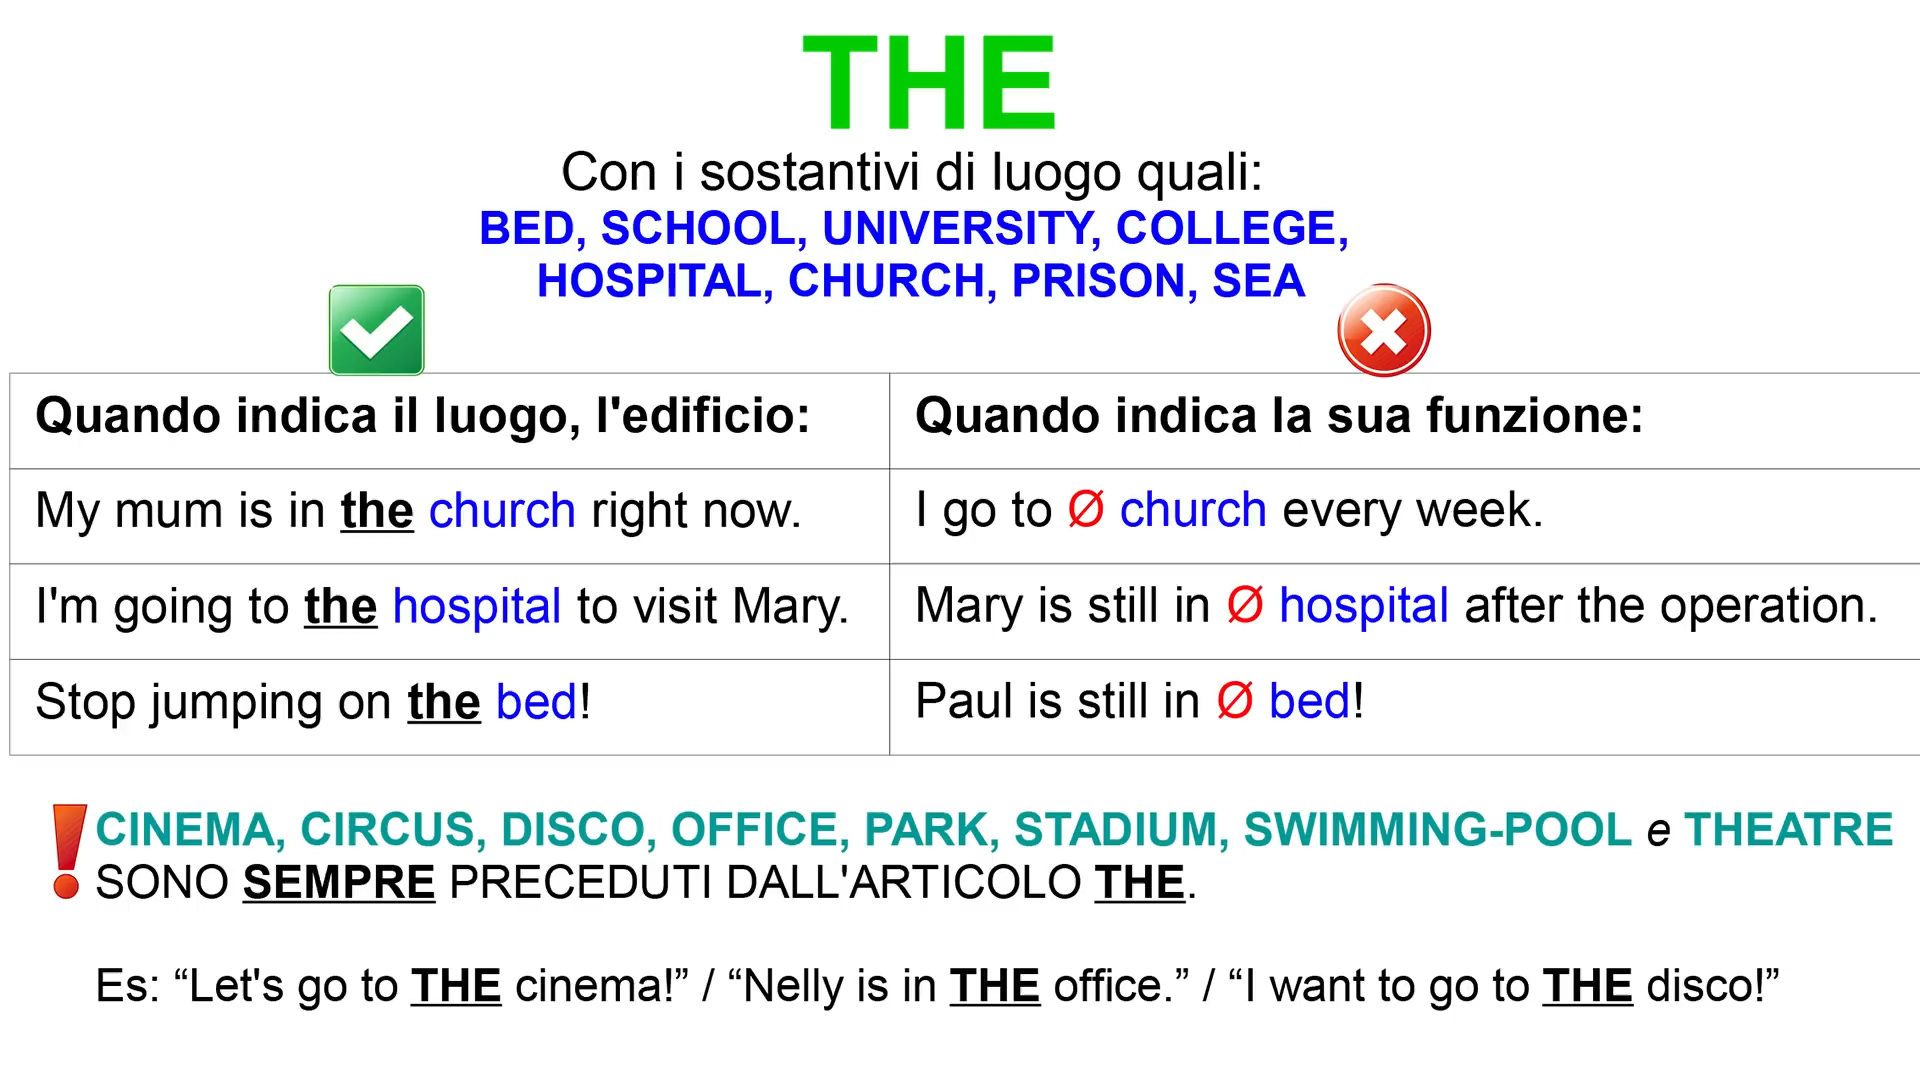 THE
Con i sostantivi di luogo quali:
BED, SCHOOL, UNIVERSITY, COLLEGE,
HOSPITAL, CHURCH, PRISON, SEA
Quando indica il luogo, l'edificio:
Quando indica la sua funzione:
My mum is in the church right now.
I go to Ø church every week.
I'm going to the hospital to visit Mary.
Mary is still in Ø hospital after the operation.
Stop jumping on the bed!
Paul is still in Ø bed!
CINEMA, CIRCUS, DISCO, OFFICE, PARK, STADIUM, SWIMMING-POOL e THEATRE
SONO SEMPRE PRECEDUTI DALL'ARTICOLO THE.
Es: “Let's go to THE cinema!” / “Nelly is in THE office.” / “I want to go to THE disco!”